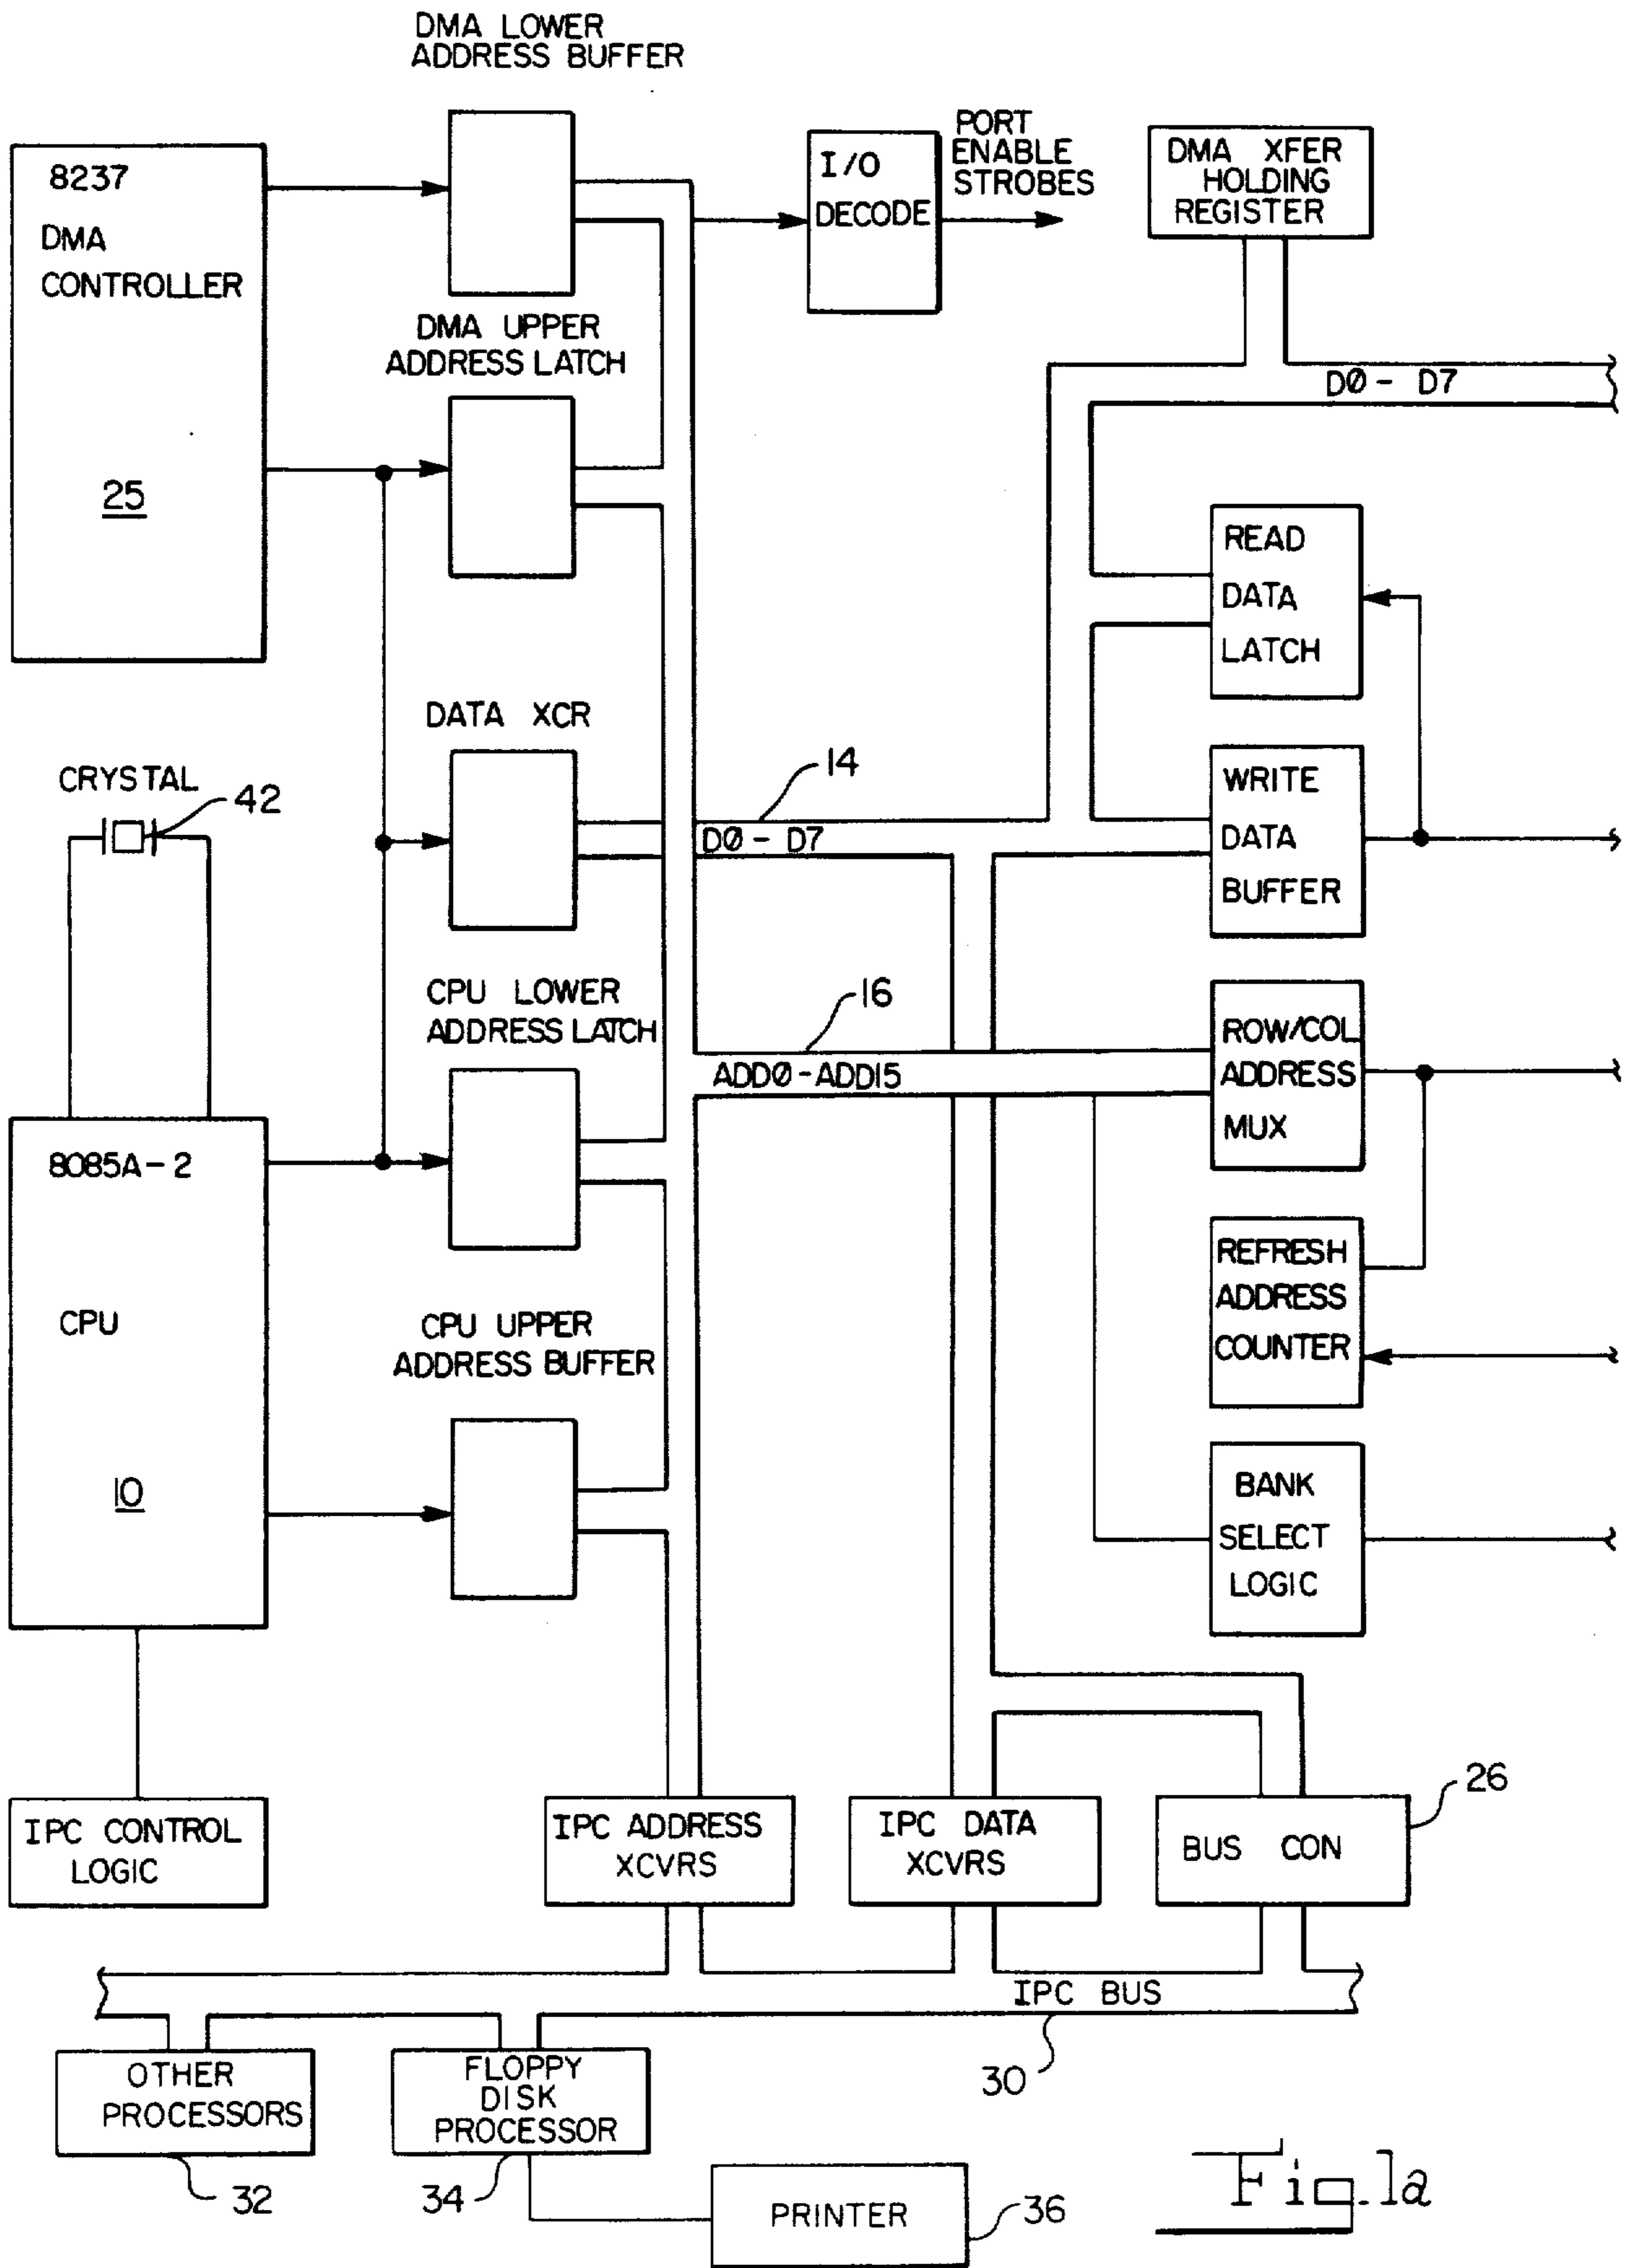 DMA LOWER
ADDRESS BUFFER
8237
DMA
CONTROLLER
25
I/O
DECODE
PORT
ENABLE
STROBES
DMA XFER
HOLDING
REGISTER
DMA UPPER
ADDRESS LATCH
DØ - D7
READ
DATA
LATCH
DATA XCR
CRYSTAL
42
14
DØ - D7
WRITE
DATA
BUFFER
CPU LOWER
ADDRESS LATCH
16
ADDØ-ADD15
ROW/COL
ADDRESS
MUX
8085A-2
CPU
10
REFRESH
ADDRESS
COUNTER
CPU UPPER
ADDRESS BUFFER
BANK
SELECT
LOGIC
IPC CONTROL
LOGIC
IPC ADDRESS
XCVRS
IPC DATA
XCVRS
BUS CON
26
IPC BUS
30
OTHER
PROCESSORS
32
FLOPPY
DISK
PROCESSOR
34
PRINTER
36
Fig.1a